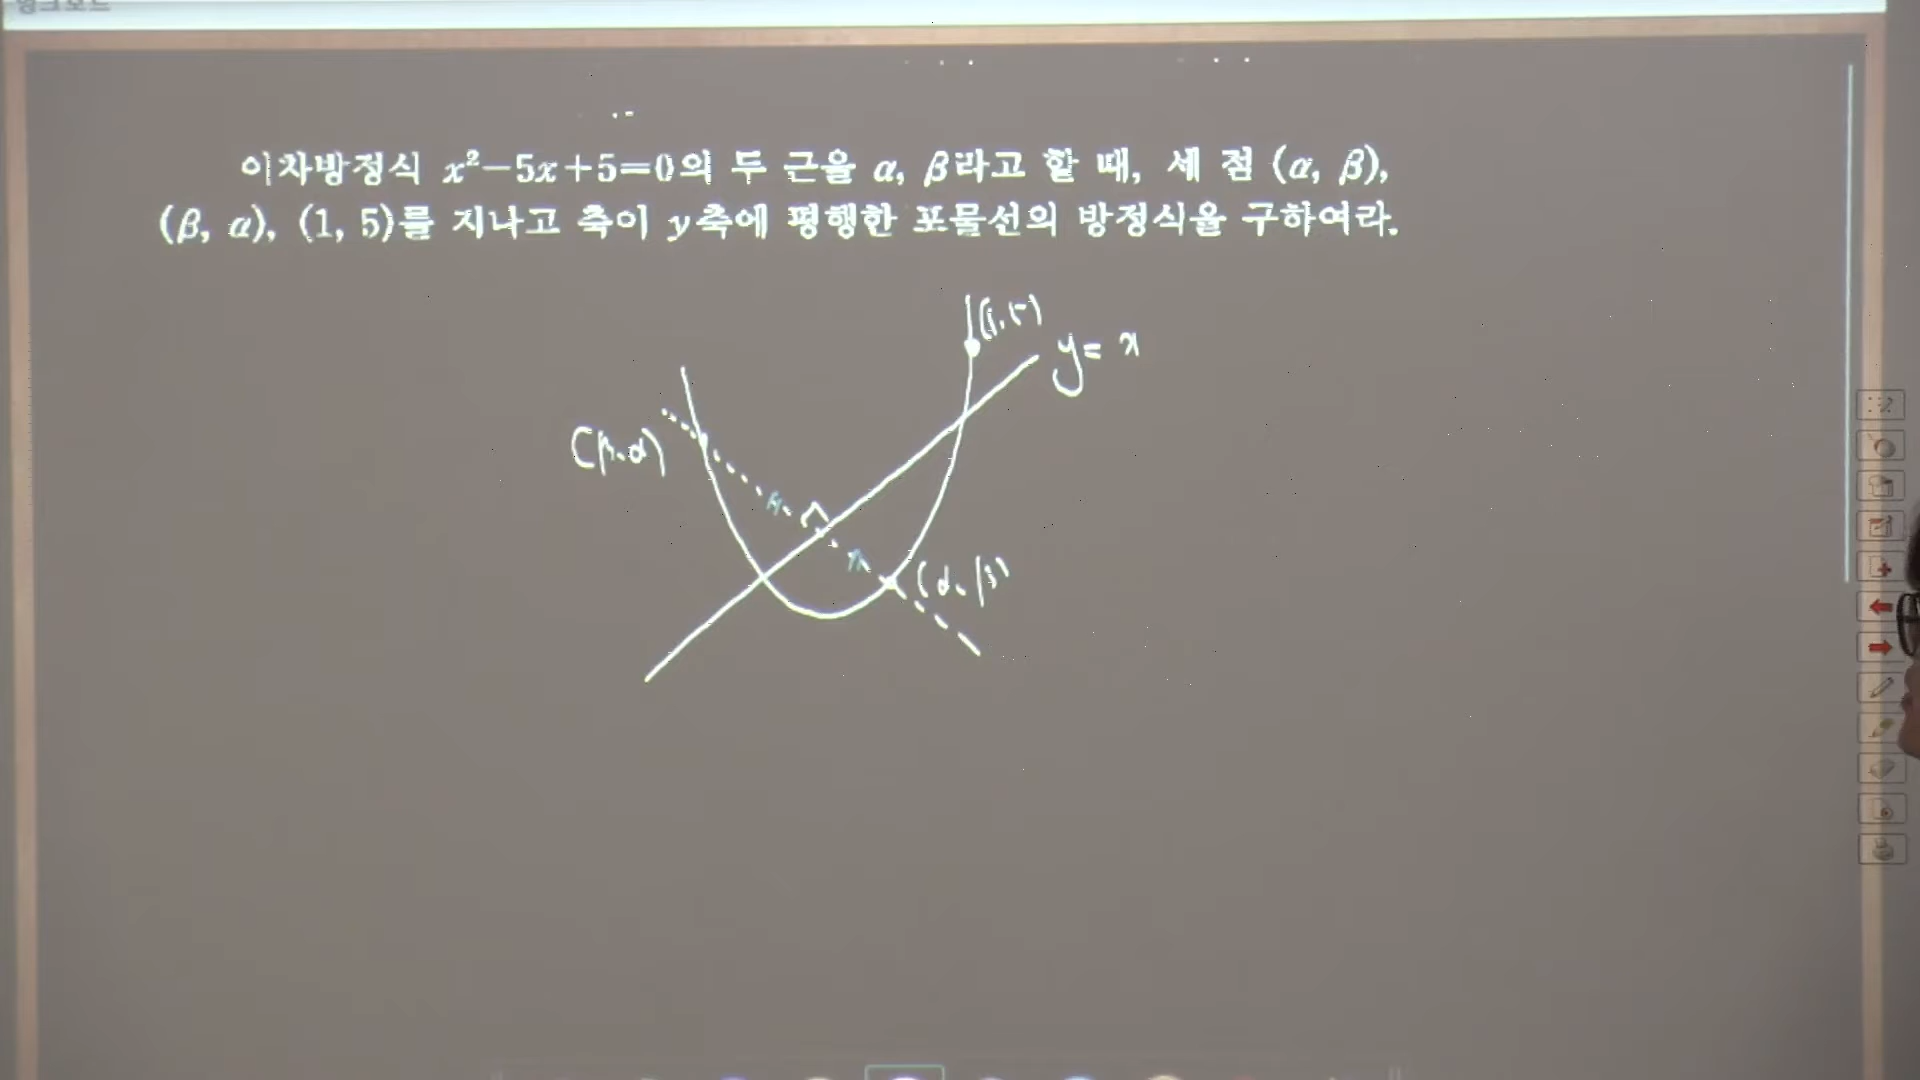 이차방정식 x²-5x+5=0의 두 근을 α, β라고 할 때, 세 점 (α, β),
(β, α), (1, 5)를 지나고 축이 y축에 평행한 포물선의 방정식을 구하여라.
(1,5)
y=x
(β,α)
(α,β)